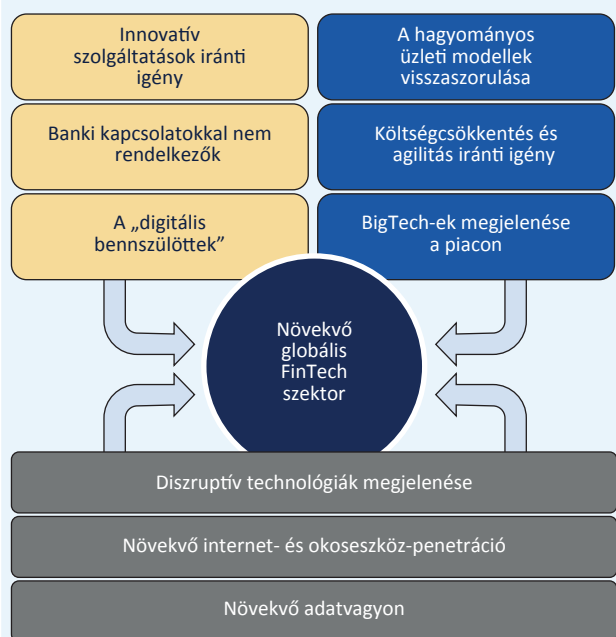 Innovatív
szolgáltatások iránti
igény
Banki kapcsolatokkal nem
rendelkezők
A „digitális
bennszülöttek”
A hagyományos
üzleti modellek
visszaszorulása
Költségcsökkentés és
agilitás iránti igény
BigTech-ek megjelenése
a piacon
Növekvő
globális
FinTech
szektor
Diszruptív technológiák megjelenése
Növekvő internet- és okoseszköz-penetráció
Növekvő adatvagyon